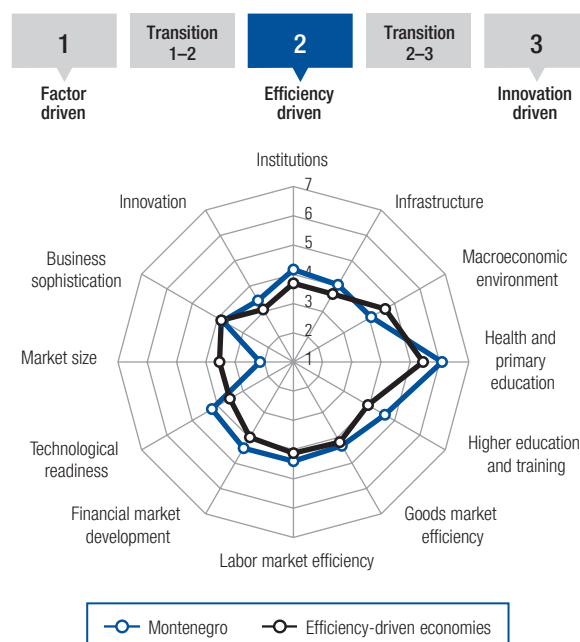 1
Transition
1–2
2
Transition
2–3
3
Factor
driven
Efficiency
driven
Innovation
driven
Institutions
Infrastructure
Macroeconomic
environment
Health and
primary
education
Higher education
and training
Goods market
efficiency
Labor market efficiency
Financial market
development
Technological
readiness
Market size
Business
sophistication
Innovation
7
6
5
4
3
2
1
Montenegro
Efficiency-driven economies